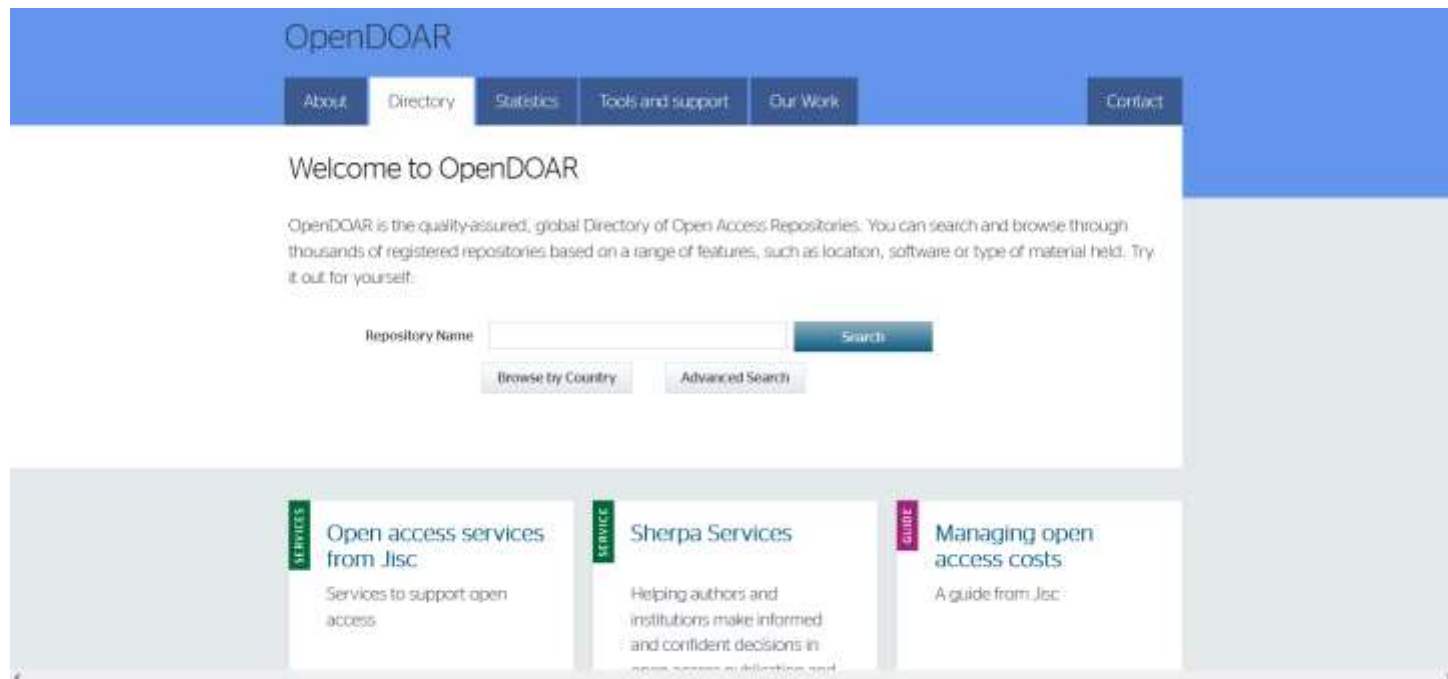 OpenDOAR
About Directory Statistics Tools and support Our Work Contact
Welcome to OpenDOAR
OpenDOAR is the quality-assured, global Directory of Open Access Repositories. You can search and browse through
thousands of registered repositories based on a range of features, such as location, software or type of material held. Try
it out for yourself:
Repository Name Search
Browse by Country Advanced Search
SERVICES
Open access services
from Jisc
Services to support open
access
SERVICE
Sherpa Services
Helping authors and
institutions make informed
and confident decisions in
open access publication and
GUIDE
Managing open
access costs
A guide from Jisc